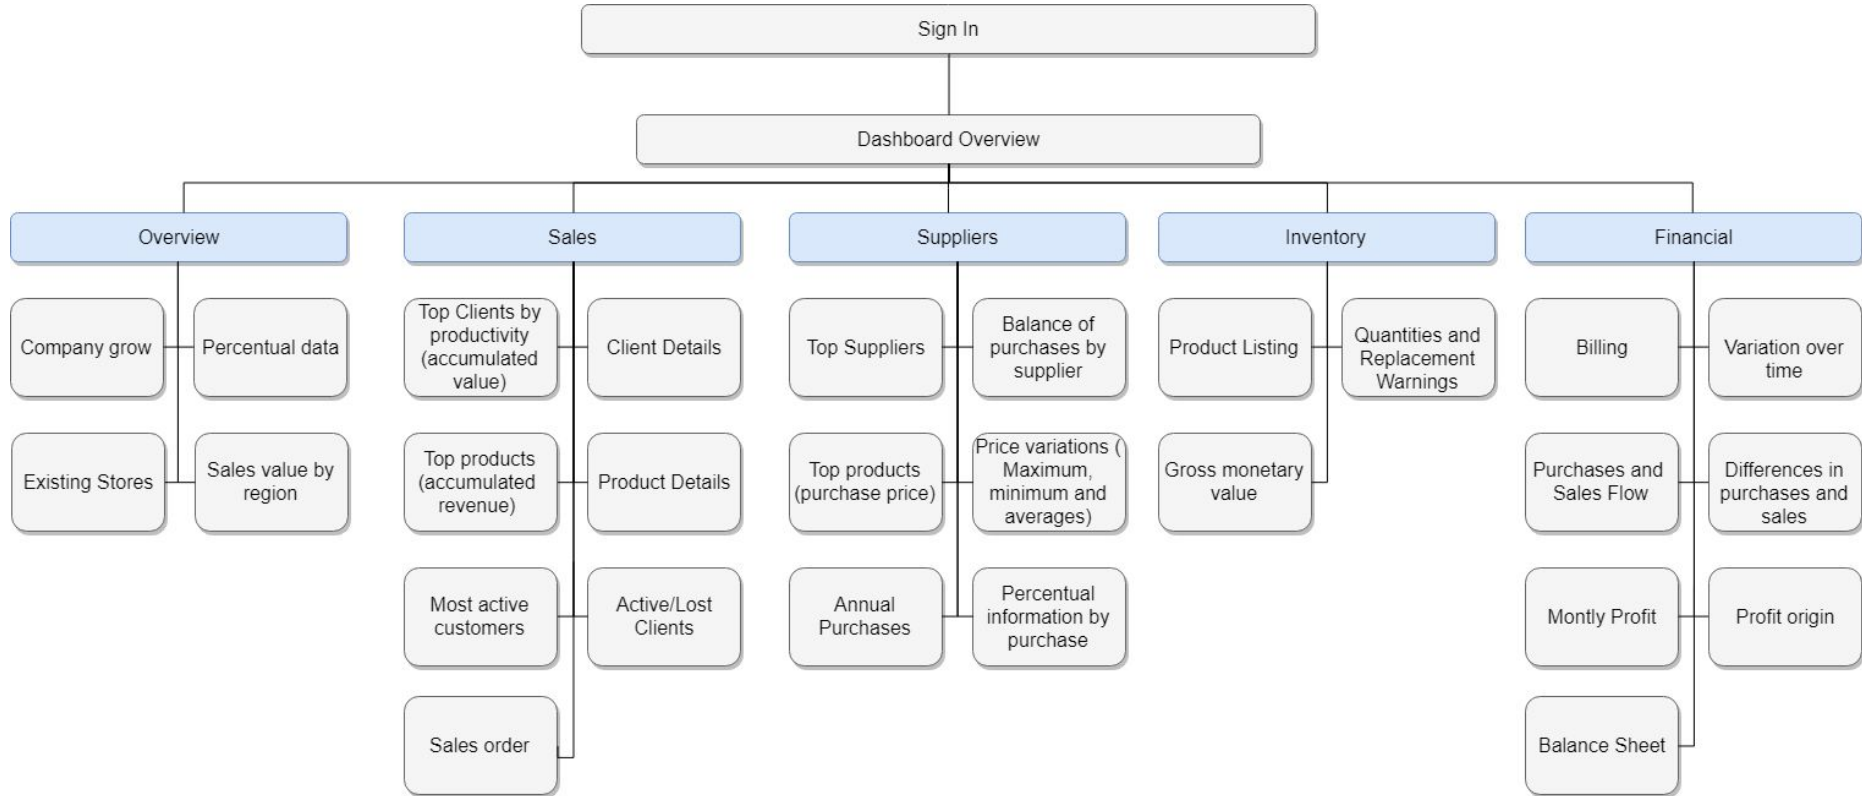 Sign In
Dashboard Overview
Overview
Sales
Suppliers
Inventory
Financial
Company grow
Percentual data
Existing Stores
Sales value by
region
Top Clients by
productivity
(accumulated
value)
Client Details
Top products
(accumulated
revenue)
Product Details
Most active
customers
Active/Lost
Clients
Sales order
Top Suppliers
Balance of
purchases by
supplier
Top products
(purchase price)
Price variations (
Maximum,
minimum and
averages)
Annual
Purchases
Percentual
information by
purchase
Product Listing
Quantities and
Replacement
Warnings
Gross monetary
value
Billing
Variation over
time
Purchases and
Sales Flow
Differences in
purchases and
sales
Montly Profit
Profit origin
Balance Sheet